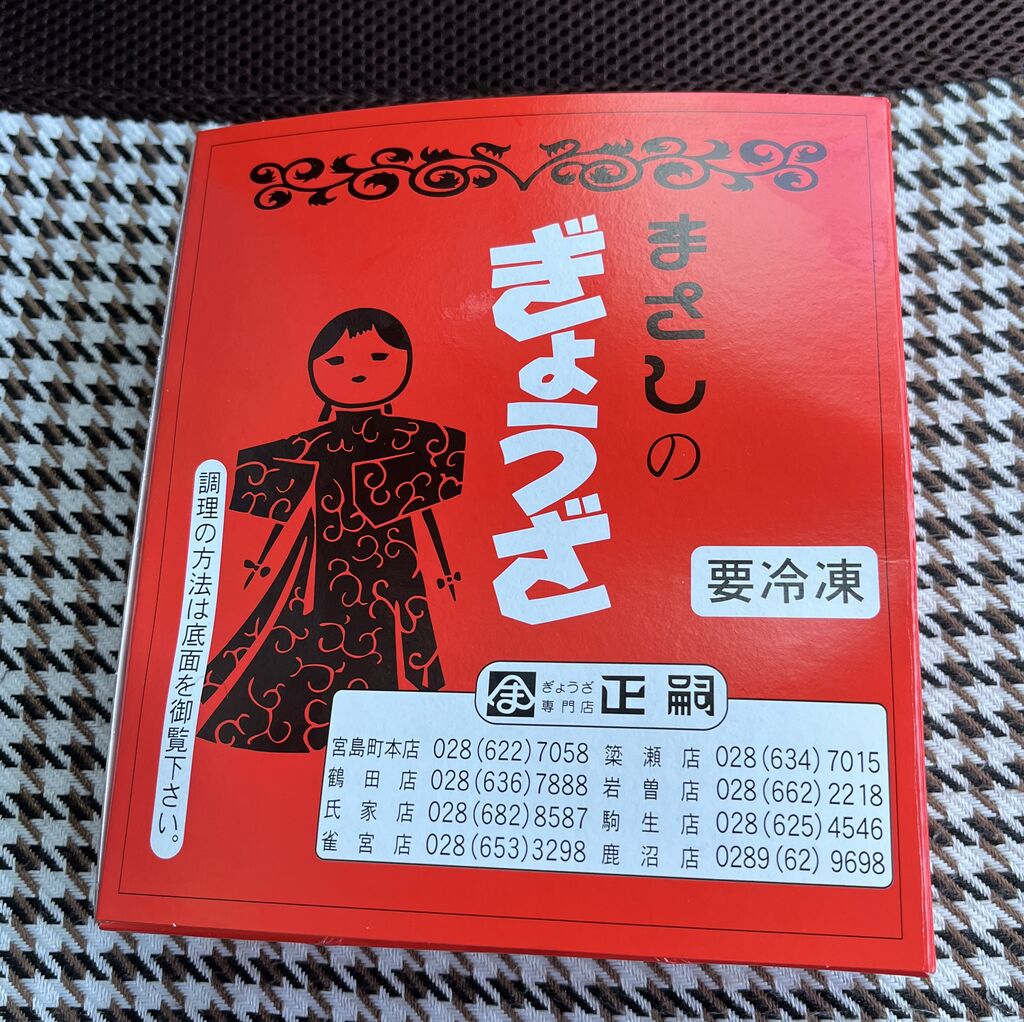 まさしの
ぎょうざ
要冷凍
調理の方法は底面を御覧下さい。
ま ぎょうざ専門店 正嗣
宮島町本店 028(622)7058 簗瀬店 028(634)7015
鶴田店 028(636)7888 岩曽店 028(662)2218
氏家店 028(682)8587 駒生店 028(625)4546
雀宮店 028(653)3298 鹿沼店 0289(62)9698